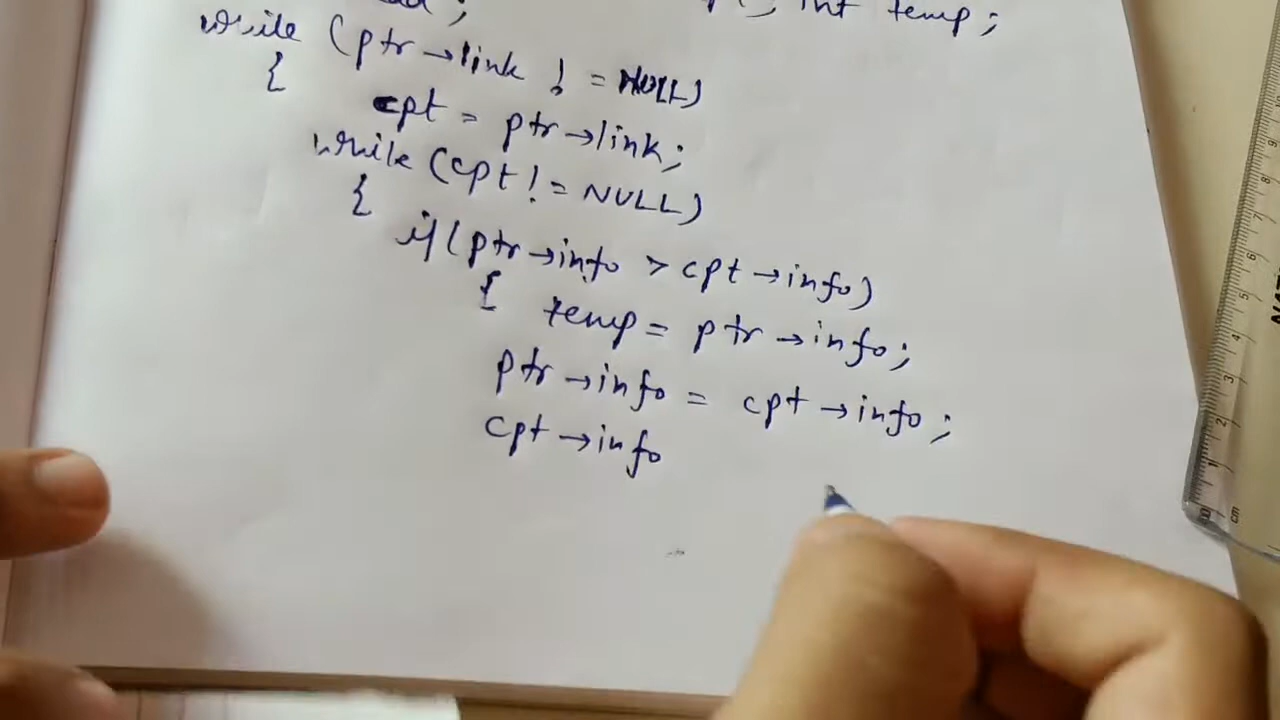 int temp;
while (ptr→link != NULL)
{
cpt = ptr→link;
while (cpt != NULL)
{ if(ptr→info > cpt→info)
{ temp = ptr→info;
ptr→info = cpt→info;
cpt→info